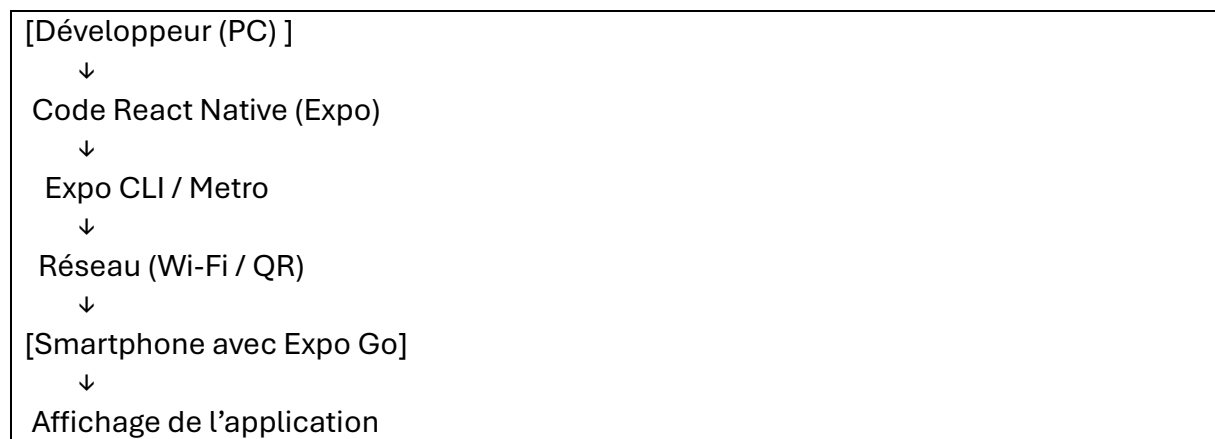 [Développeur (PC) ]
↓
Code React Native (Expo)
↓
Expo CLI / Metro
↓
Réseau (Wi-Fi / QR)
↓
[Smartphone avec Expo Go]
↓
Affichage de l’application